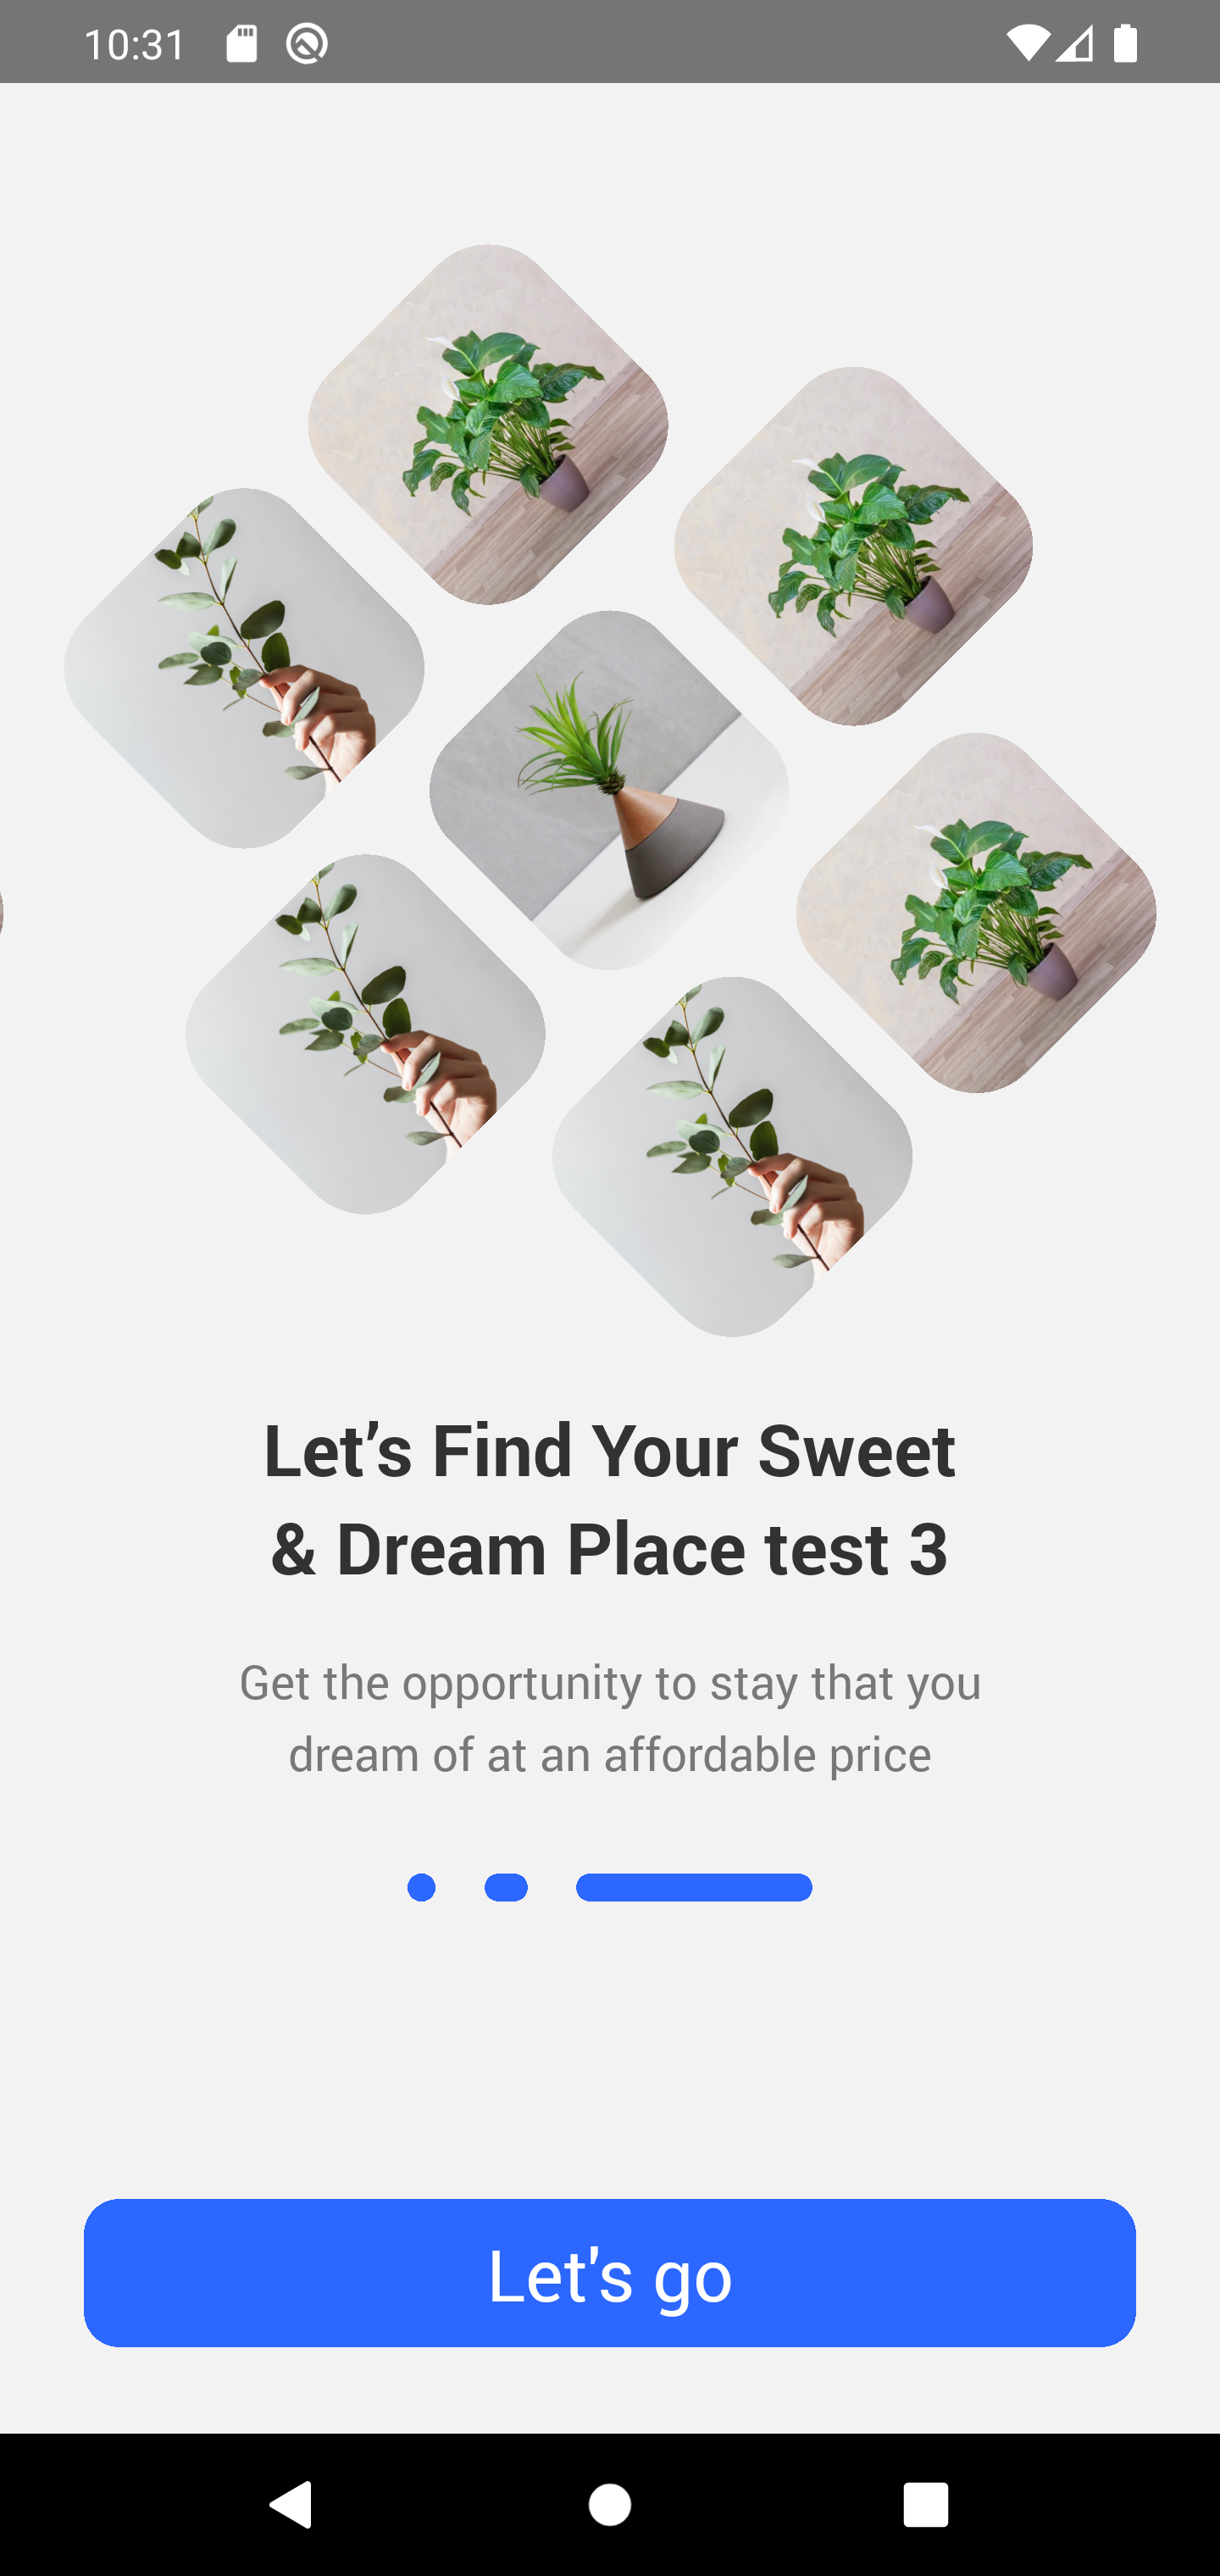 10:31
Let’s Find Your Sweet
& Dream Place test 3
Get the opportunity to stay that you
dream of at an affordable price
Let's go